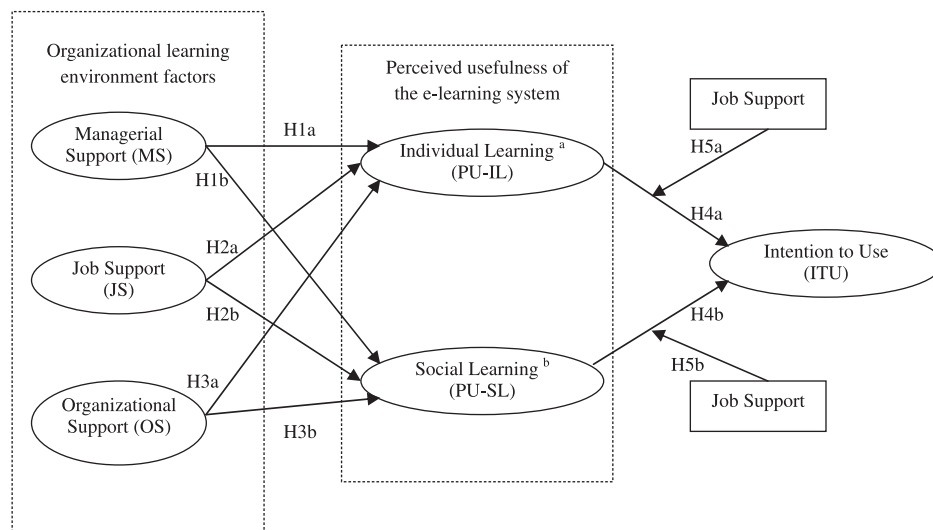 Organizational learning
environment factors
Managerial
Support (MS)
Job Support
(JS)
Organizational
Support (OS)
H1a
H1b
H2a
H2b
H3a
H3b
Perceived usefulness of
the e-learning system
Individual Learning a
(PU-IL)
Social Learning b
(PU-SL)
Job Support
H5a
H4a
Intention to Use
(ITU)
H4b
H5b
Job Support